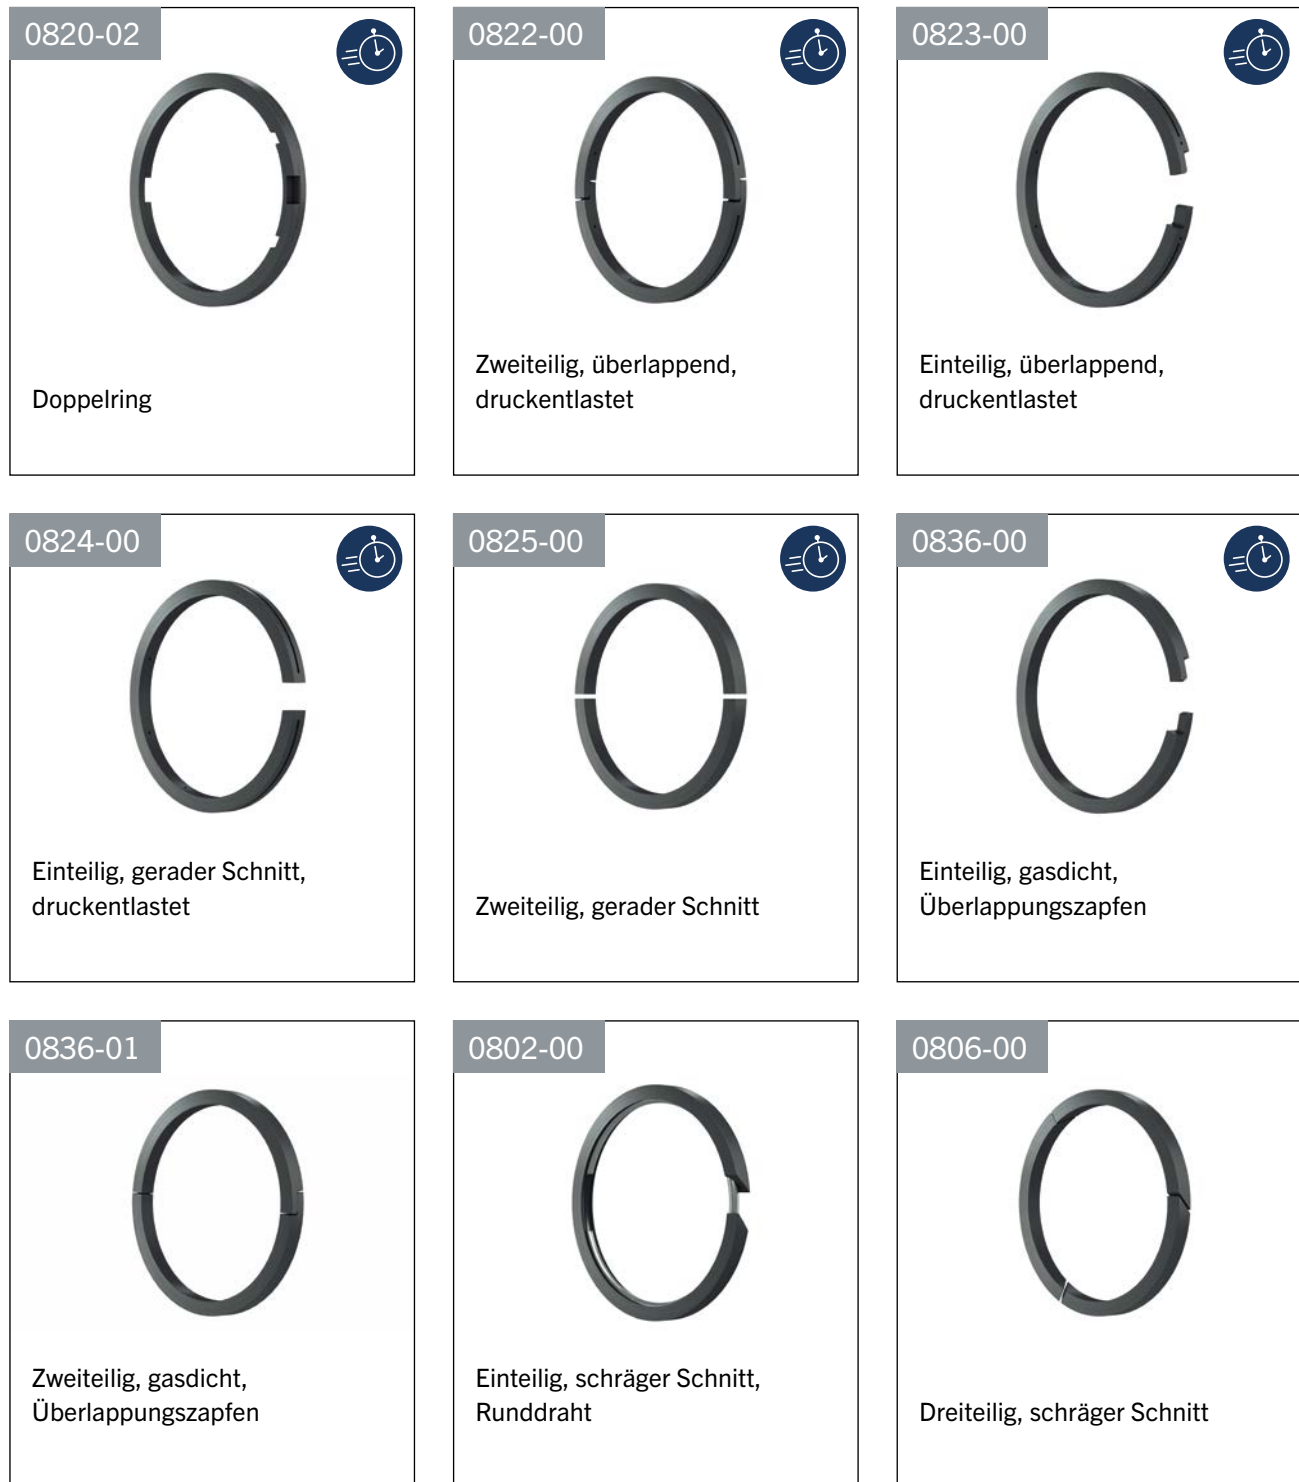 0820-02
Doppelring
0822-00
Zweiteilig, überlappend,
druckentlastet
0823-00
Einteilig, überlappend,
druckentlastet
0824-00
Einteilig, gerader Schnitt,
druckentlastet
0825-00
Zweiteilig, gerader Schnitt
0836-00
Einteilig, gasdicht,
Überlappungszapfen
0836-01
Zweiteilig, gasdicht,
Überlappungszapfen
0802-00
Einteilig, schräger Schnitt,
Runddraht
0806-00
Dreiteilig, schräger Schnitt